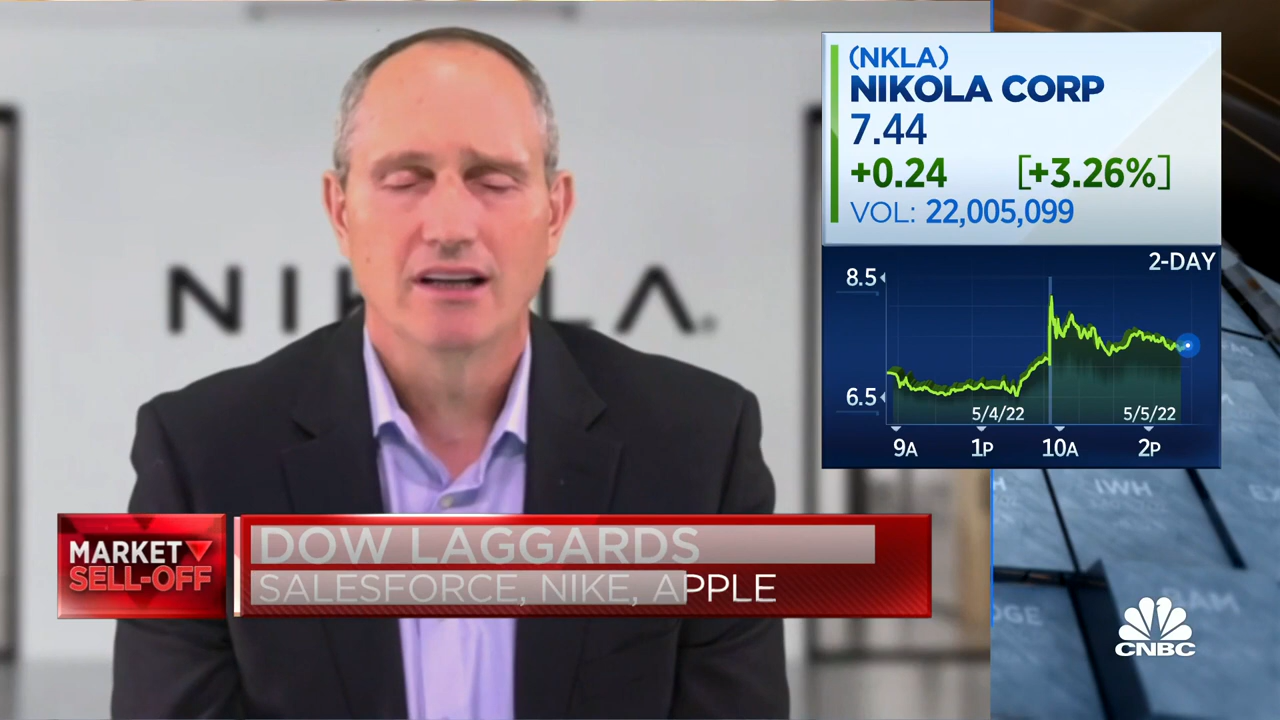 NIKOLA
(NKLA)
NIKOLA CORP
7.44
+0.24 [+3.26%]
VOL: 22,005,099
2-DAY
8.5
6.5
5/4/22 5/5/22
9A 1P 10A 2P
MARKET
SELL-OFF
DOW LAGGARDS
SALESFORCE, NIKE, APPLE
IWH
CNBC